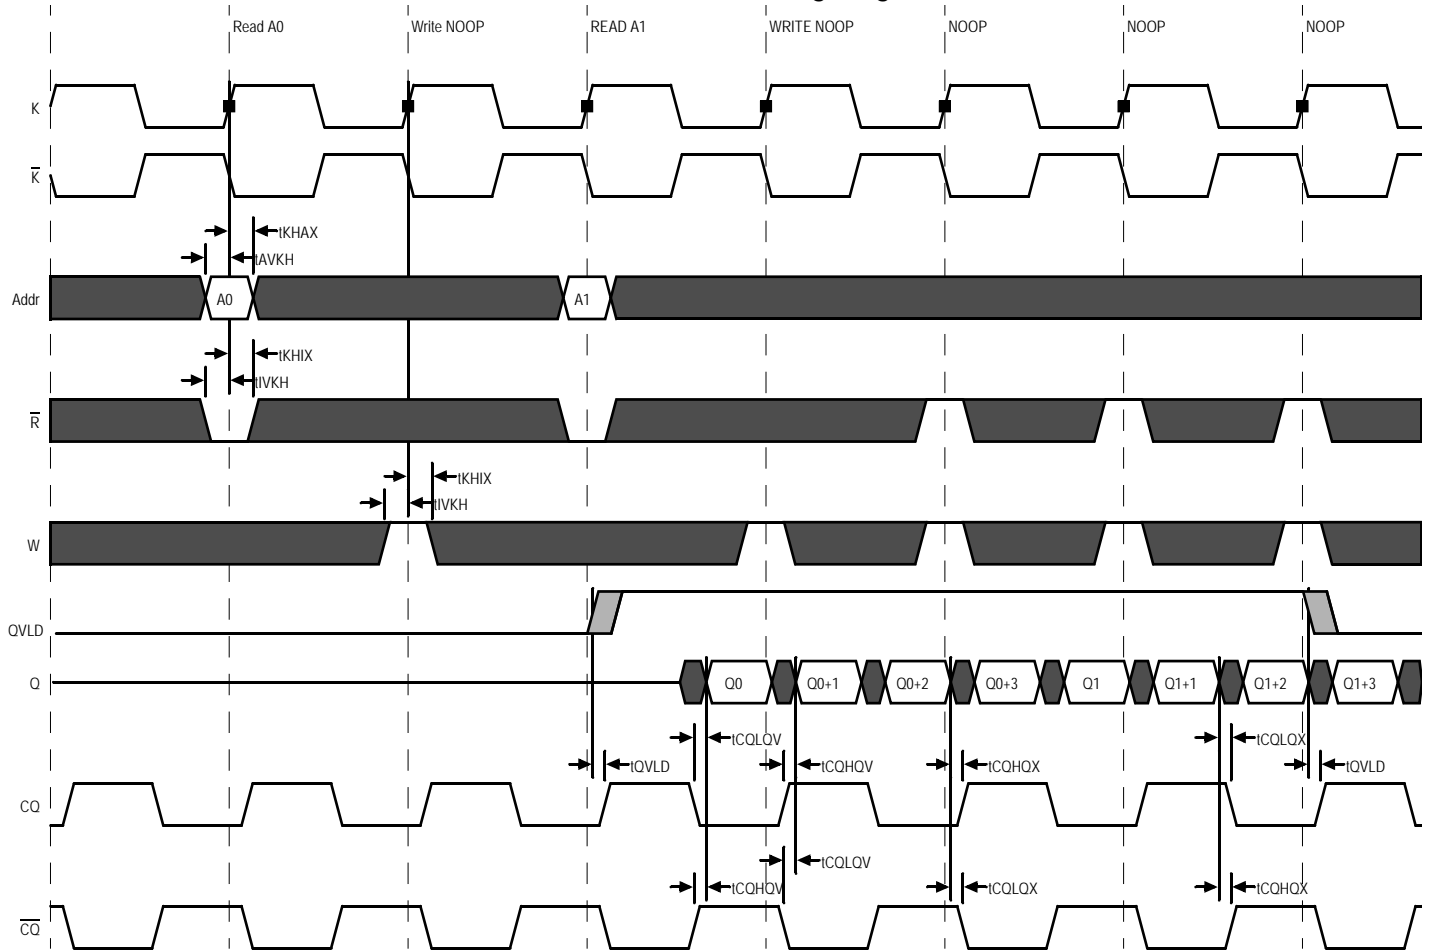 Read A0 Write NOOP READ A1 WRITE NOOP NOOP NOOP NOOP
K
K̅
tKHAX
tAVKH
Addr A0 A1
tKHIX
tIVKH
R̅
tKHIX
tIVKH
W
QVLD
Q Q0 Q0+1 Q0+2 Q0+3 Q1 Q1+1 Q1+2 Q1+3
tCQLQV tCQLQX
tQVLD tCQHQV tCQHQX tQVLD
CQ
tCQLQV
tCQHQV tCQLQX tCQHQX
C̅Q̅